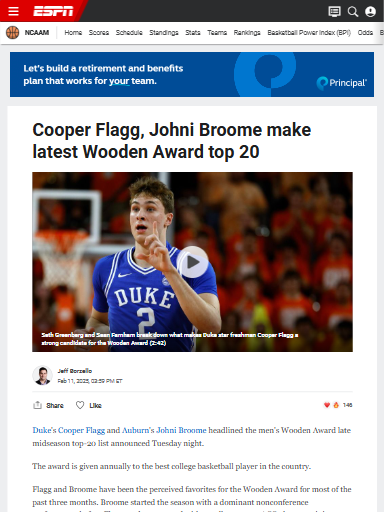 ESPN
NCAAM Home Scores Schedule Standings Stats Teams Rankings Basketball Power Index (BPI) Odds
Let's build a retirement and benefits
plan that works for your team.
Principal
Cooper Flagg, Johni Broome make
latest Wooden Award top 20
DUKE
2
Seth Greenberg and Sean Farnham break down what makes Duke star freshmen Cooper Flagg a
strong candidate for the Wooden Award (2:42)
Jeff Borzello
Feb 11, 2025, 03:59 PM ET
Share Like 146
Duke's Cooper Flagg and Auburn's Johni Broome headlined the men's Wooden Award late
midseason top-20 list announced Tuesday night.
The award is given annually to the best college basketball player in the country.
Flagg and Broome have been the perceived favorites for the Wooden Award for most of the
past three months. Broome started the season with a dominant nonconference